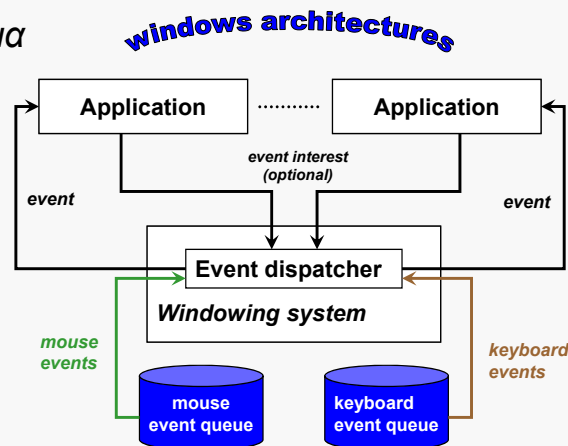 windows architectures
Application
Application
event interest
(optional)
event
event
Event dispatcher
Windowing system
mouse
events
keyboard
events
mouse
event queue
keyboard
event queue